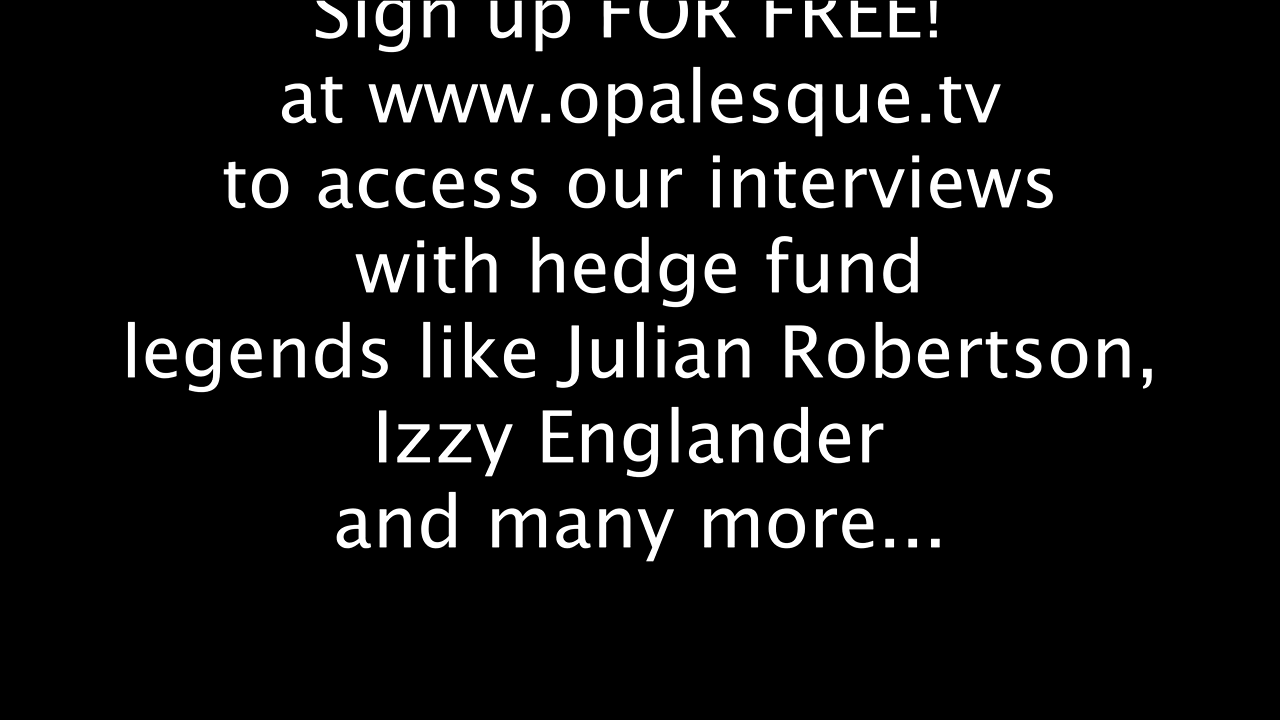 Sign up FOR FREE!
at www.opalesque.tv
to access our interviews
with hedge fund
legends like Julian Robertson,
Izzy Englander
and many more...